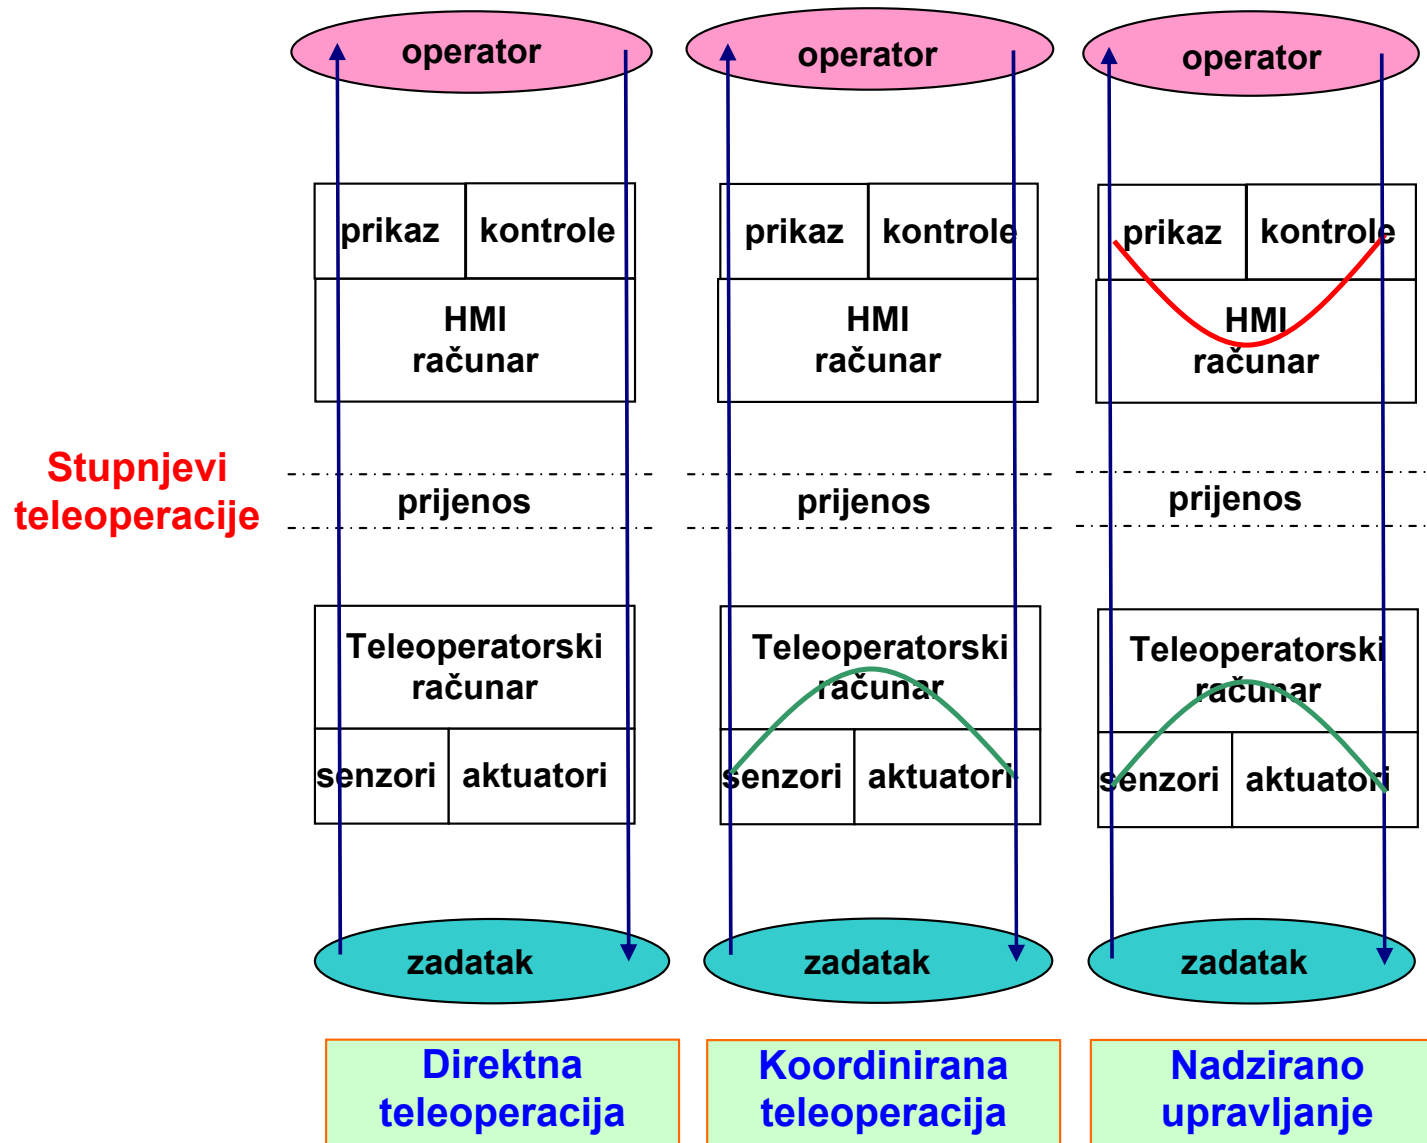 operator
prikaz
kontrole
HMI
računar
prijenos
Teleoperatorski
računar
senzori
aktuatori
zadatak
Direktna
teleoperacija
operator
prikaz
kontrole
HMI
računar
prijenos
Teleoperatorski
računar
senzori
aktuatori
zadatak
Koordinirana
teleoperacija
operator
prikaz
kontrole
HMI
računar
prijenos
Teleoperatorski
računar
senzori
aktuatori
zadatak
Nadzirano
upravljanje
Stupnjevi
teleoperacije